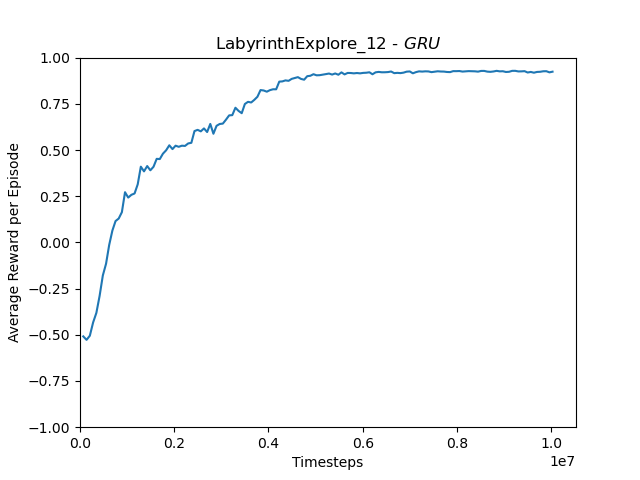 LabyrinthExplore_12 - GRU
1.00
0.75
0.50
0.25
0.00
−0.25
−0.50
−0.75
−1.00
Average Reward per Episode
0.0 0.2 0.4 0.6 0.8 1.0
1e7
Timesteps